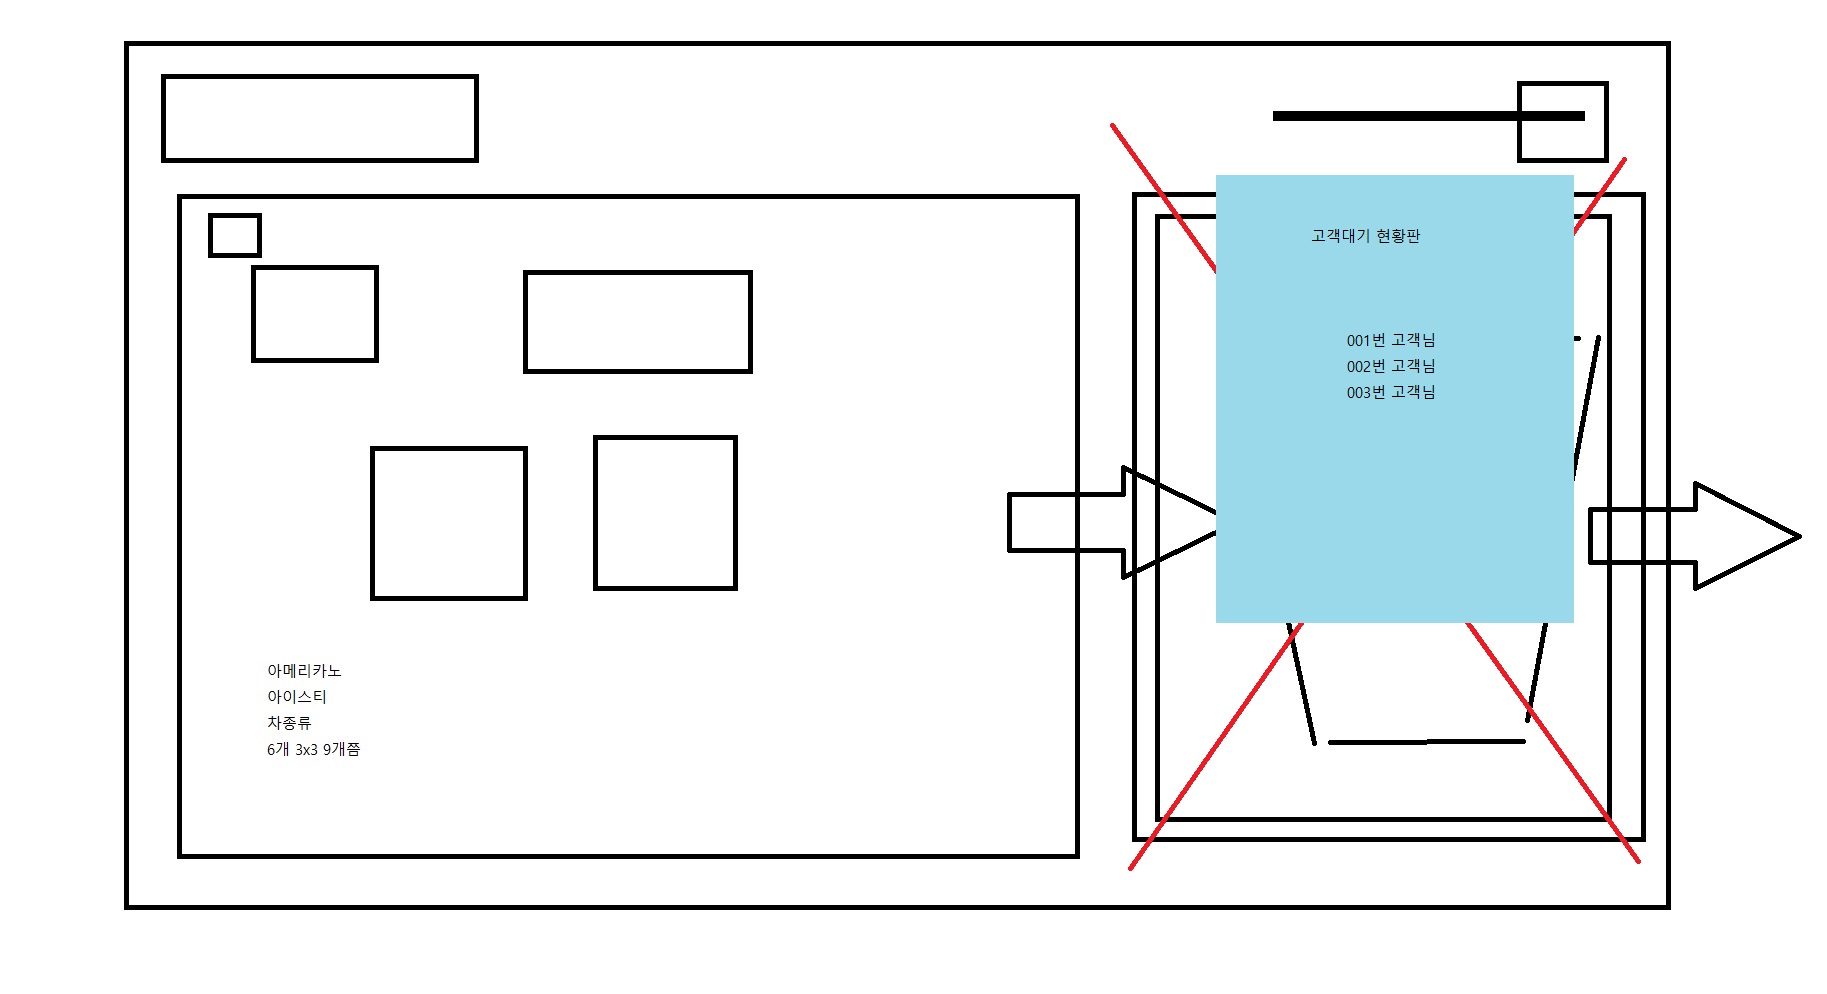 고객대기 현황판
001번 고객님
002번 고객님
003번 고객님
아메리카노
아이스티
차종류
6개 3x3 9개쯤